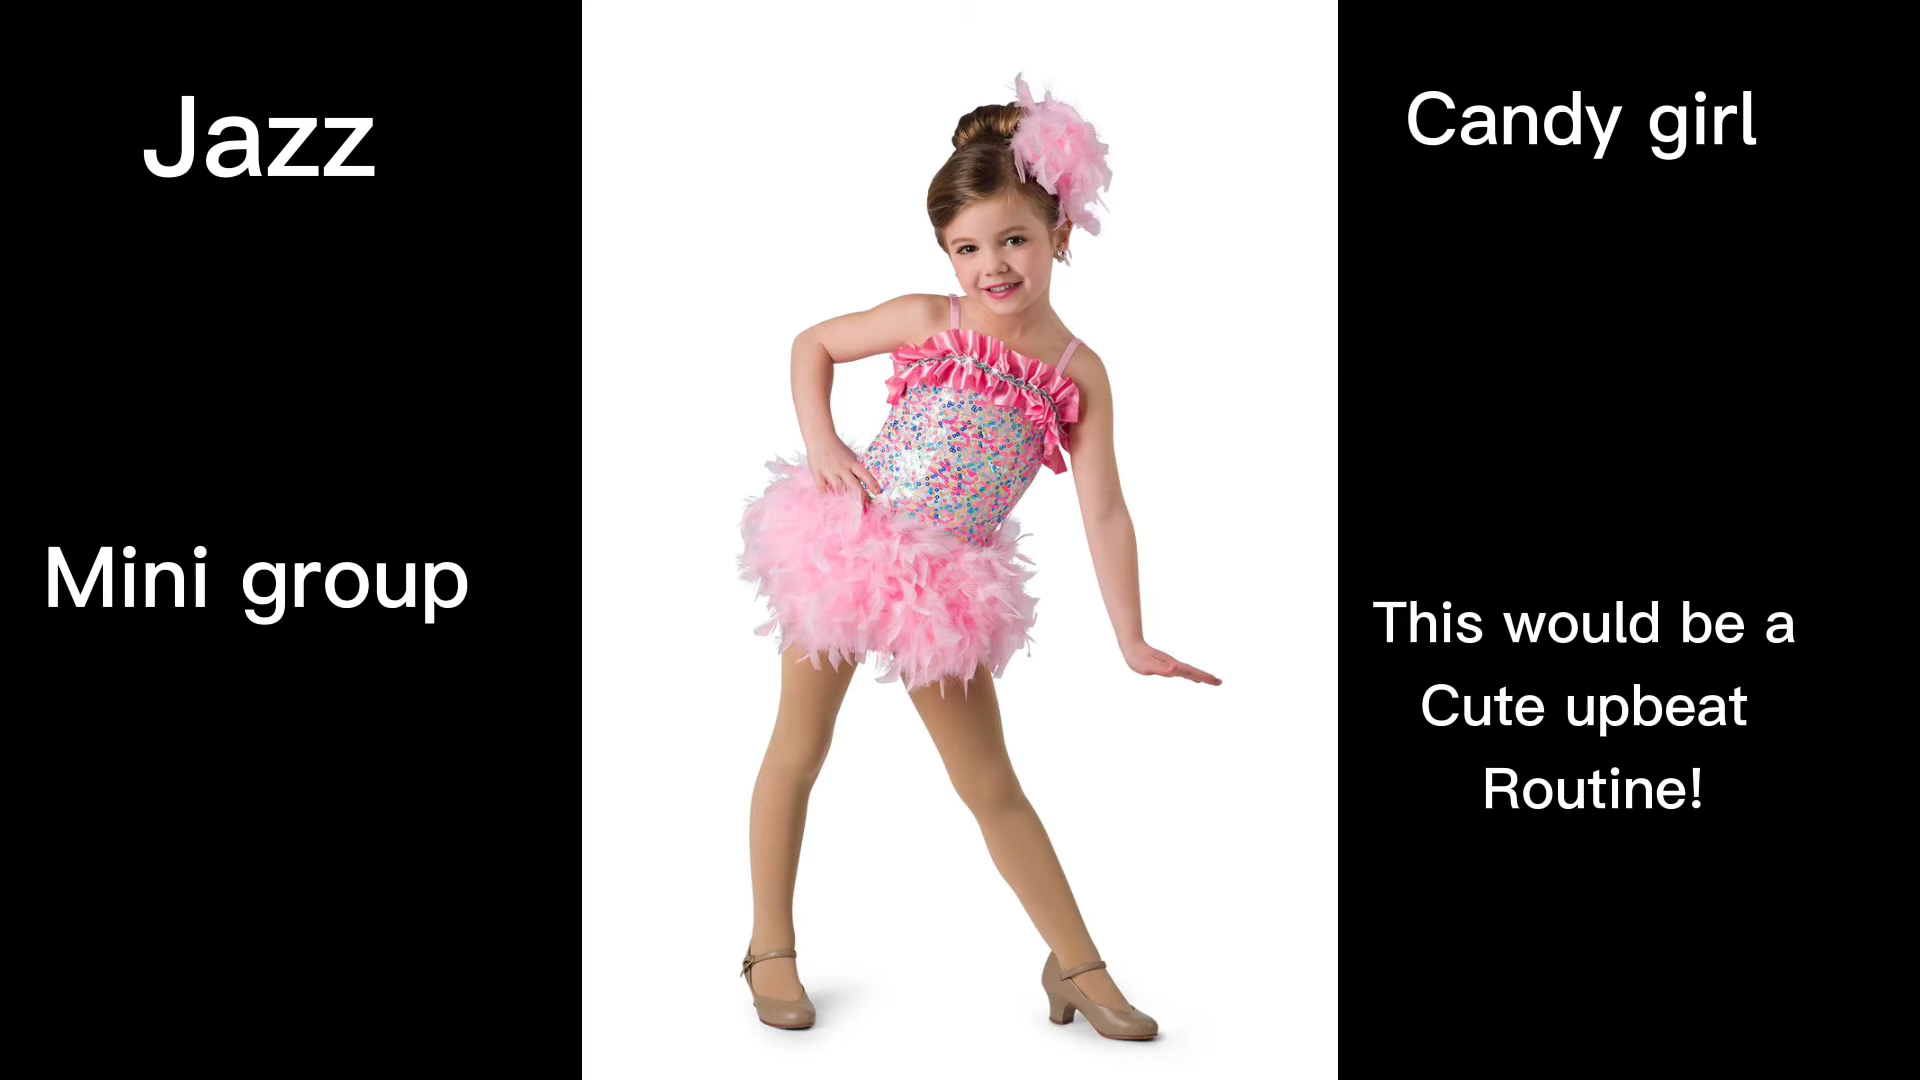 Jazz
Mini group
Candy girl
This would be a
Cute upbeat
Routine!